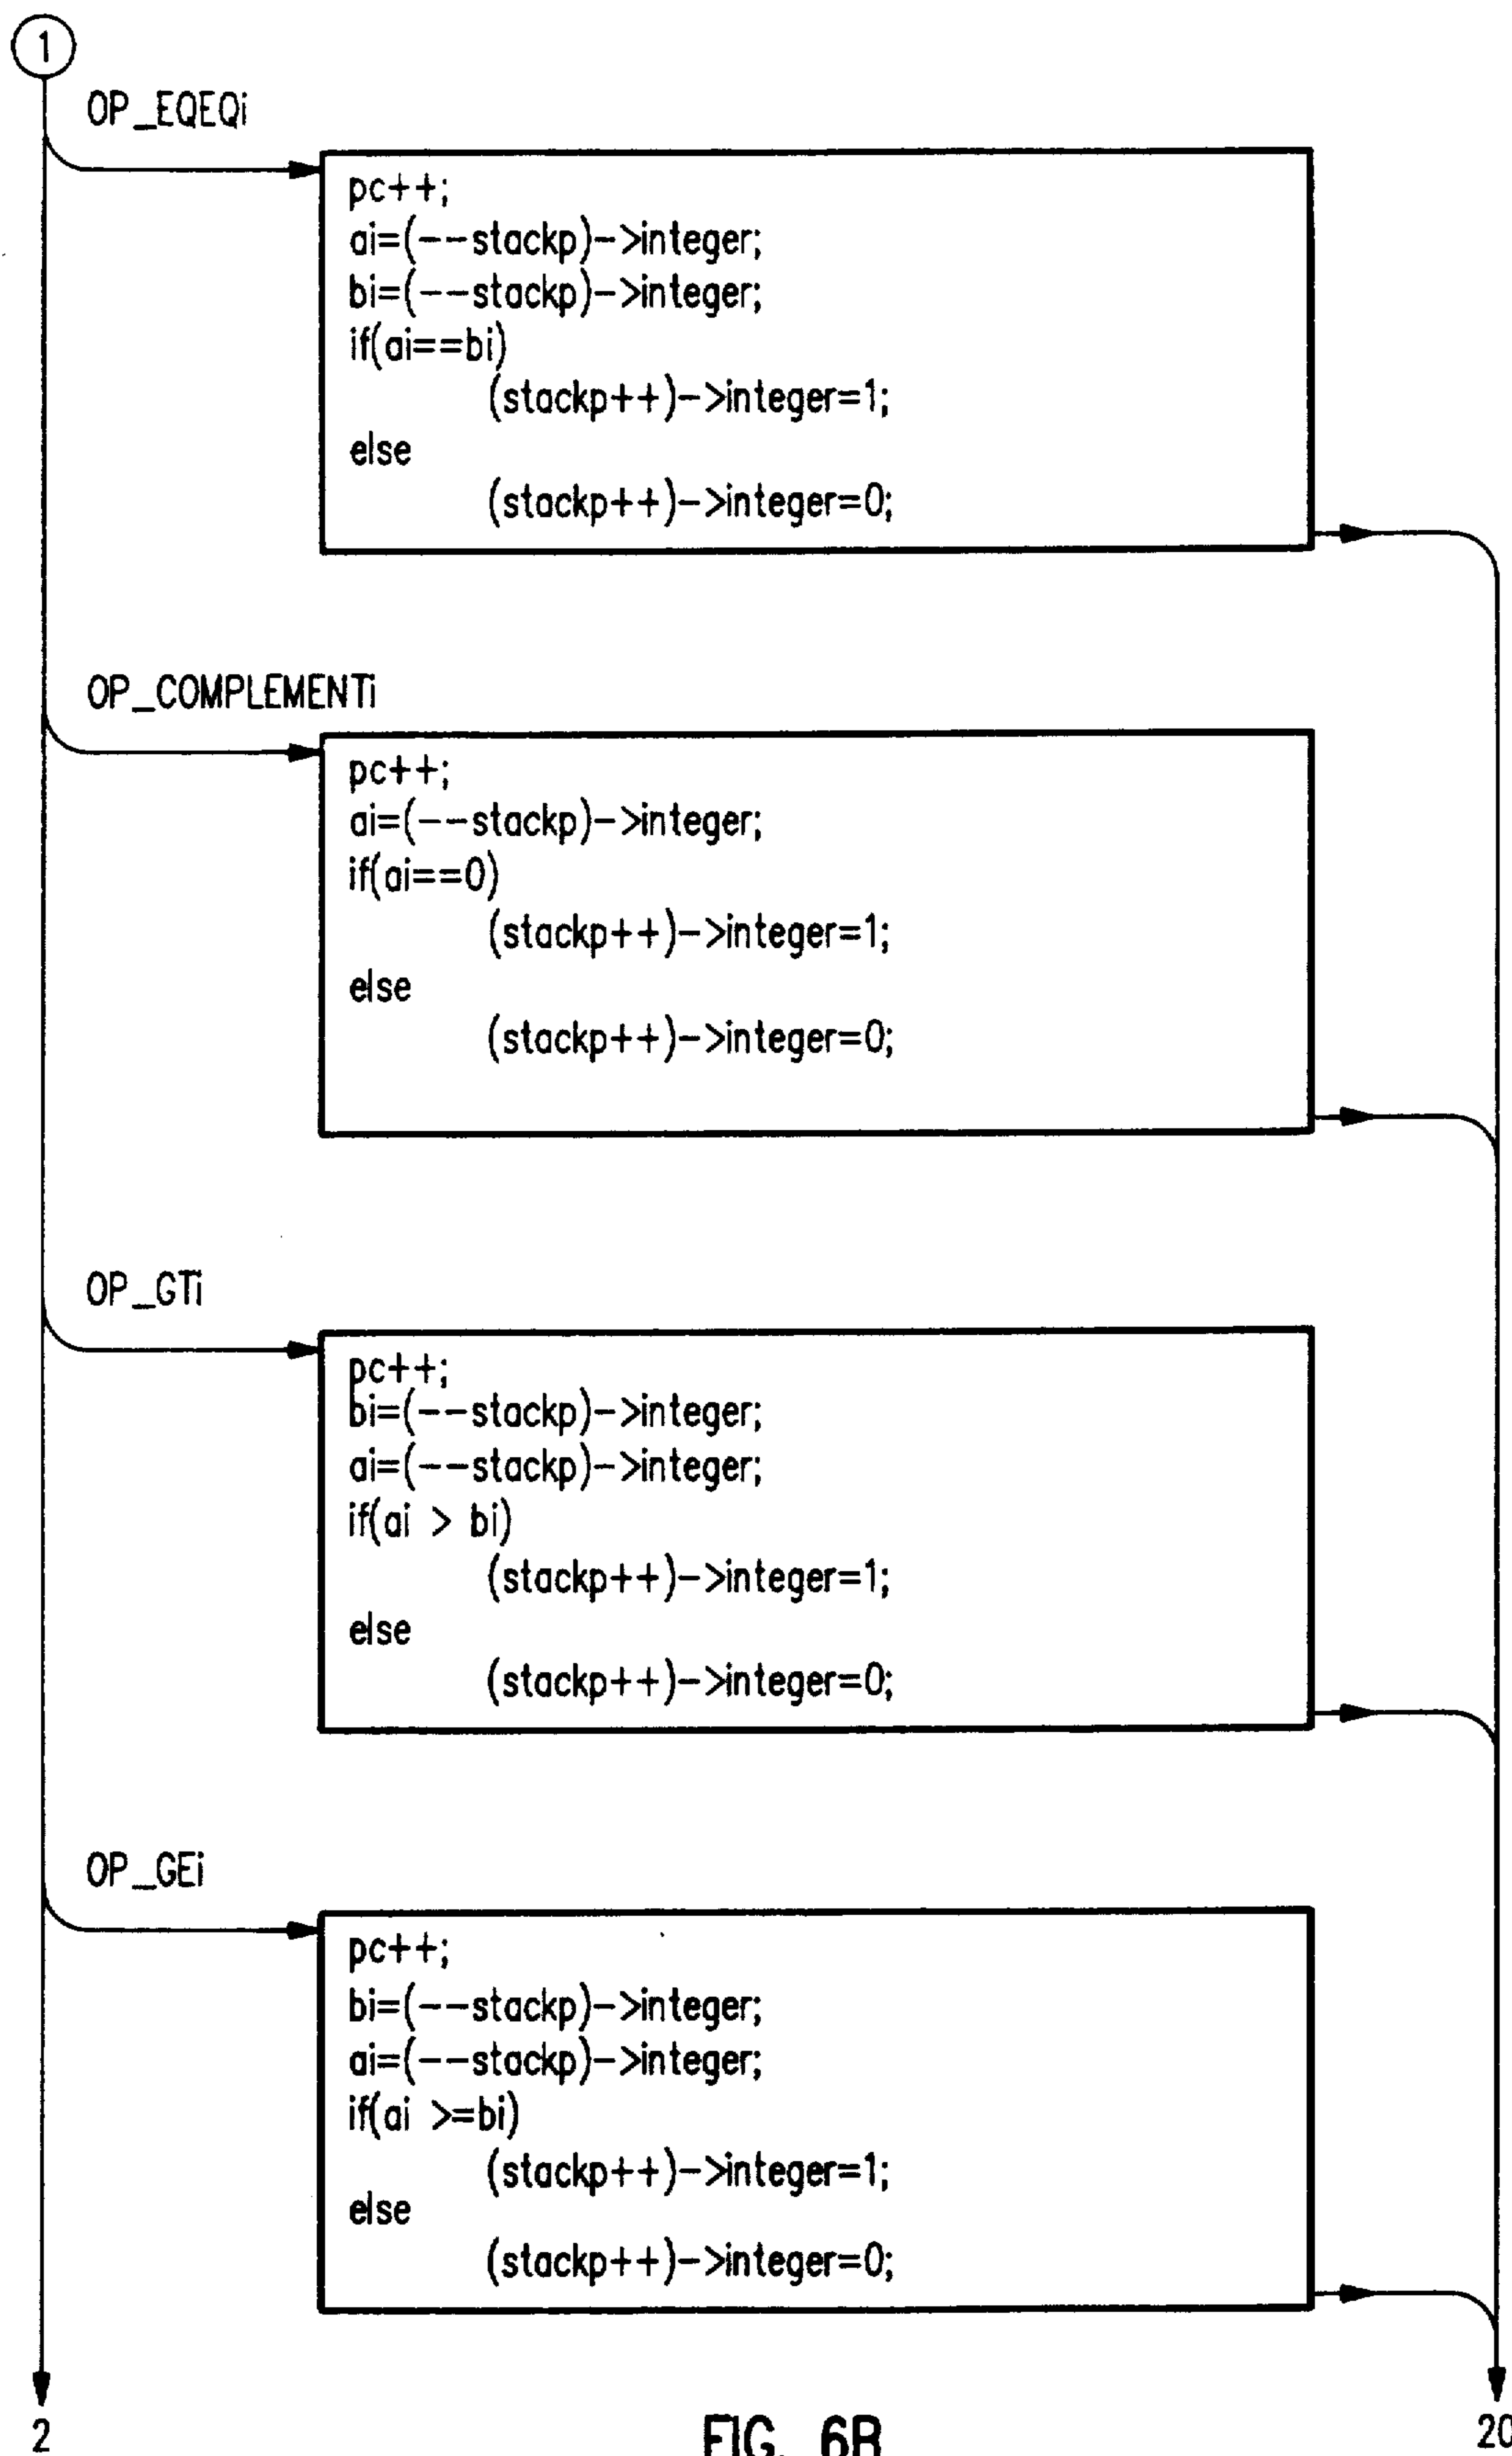 1
OP_EQEQi
pc++;
ai=(--stackp)->integer;
bi=(--stackp)->integer;
if(ai==bi)
(stackp++)->integer=1;
else
(stackp++)->integer=0;
OP_COMPLEMENTi
pc++;
ai=(--stackp)->integer;
if(ai==0)
(stackp++)->integer=1;
else
(stackp++)->integer=0;
OP_GTi
pc++;
bi=(--stackp)->integer;
ai=(--stackp)->integer;
if(ai > bi)
(stackp++)->integer=1;
else
(stackp++)->integer=0;
OP_GEi
pc++;
bi=(--stackp)->integer;
ai=(--stackp)->integer;
if(ai >=bi)
(stackp++)->integer=1;
else
(stackp++)->integer=0;
2
FIG. 6B
20